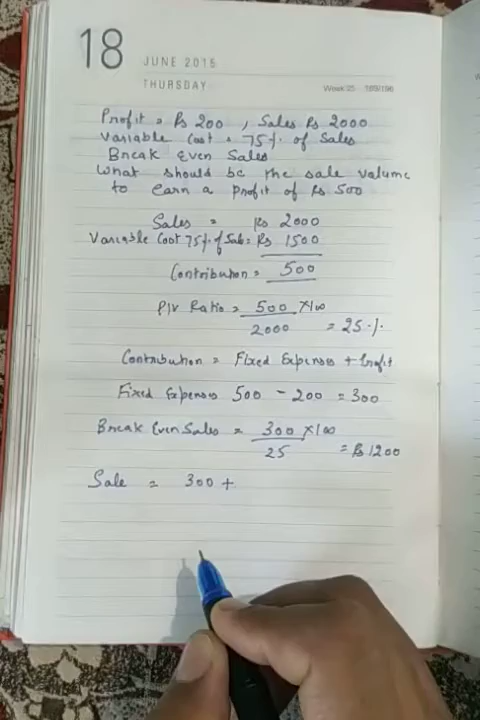 18 JUNE 2015
THURSDAY
Profit = Rs 200 , Sales Rs 2000
Variable Cost = 75% of Sales
Break Even Sales
What should be the sale volume
to earn a profit of Rs 500
Sales = Rs 2000
Variable Cost 75% of Sale = Rs 1500
Contribution = 500
P/V Ratio = 500 × 100
2000 = 25%
Contribution = Fixed Expenses + Profit
Fixed Expenses 500 - 200 = 300
Break Even Sales = 300 × 100
25 = Rs 1200
Sale = 300 +